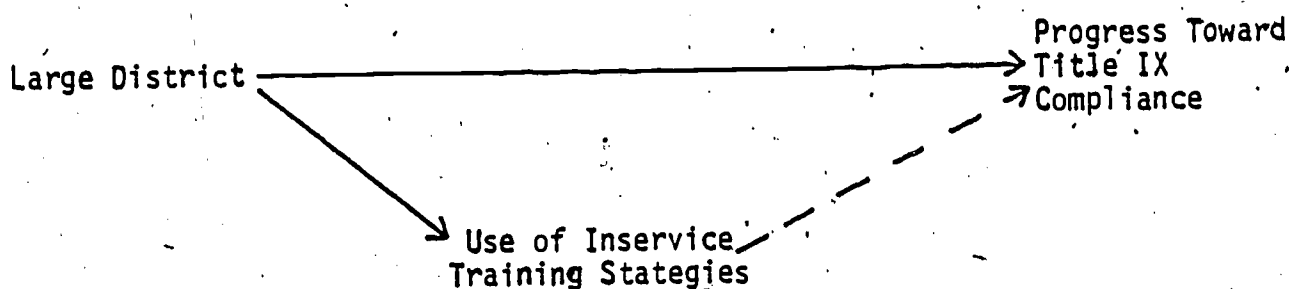 Progress Toward
Large District
Title IX
Compliance
Use of Inservice
Training Stategies